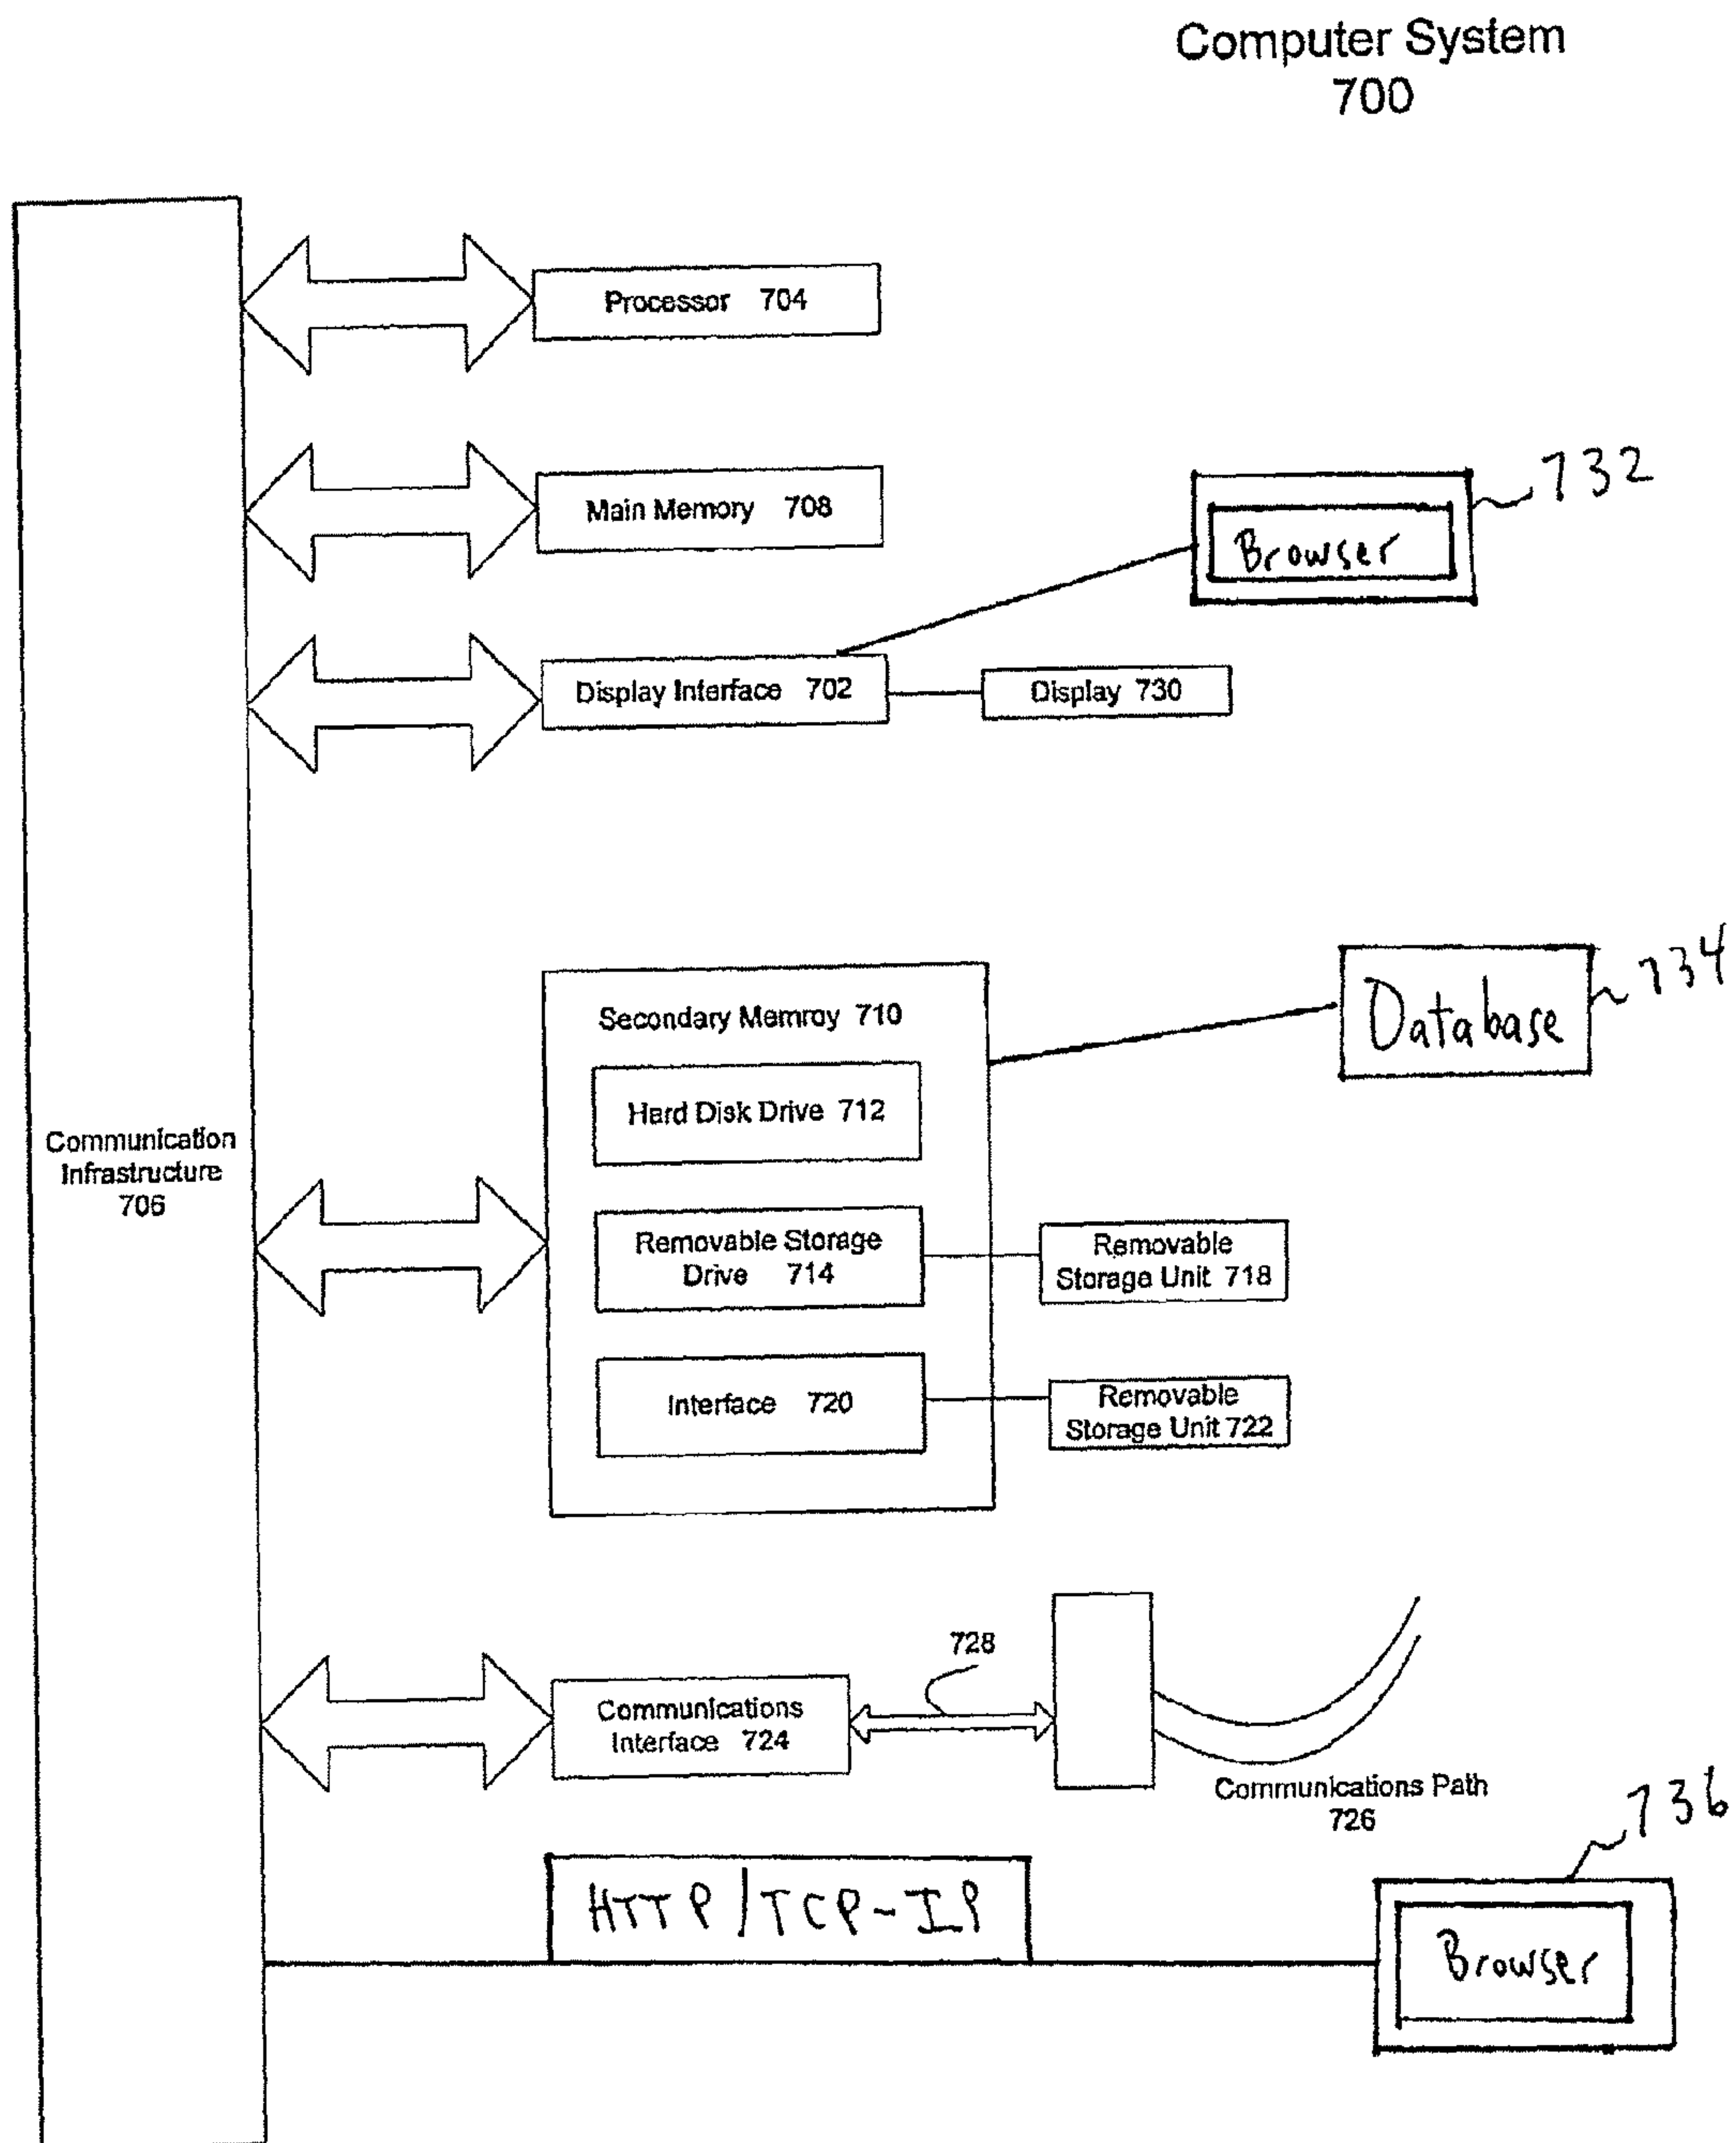 Computer System
700
Processor 704
Main Memory 708
732
Browser
Display Interface 702
Display 730
734
Database
Secondary Memroy 710
Hard Disk Drive 712
Communication
Infrastructure
706
Removable Storage
Drive 714
Removable
Storage Unit 718
Interface 720
Removable
Storage Unit 722
728
Communications
Interface 724
Communications Path
726
736
HTTP/TCP-IP
Browser